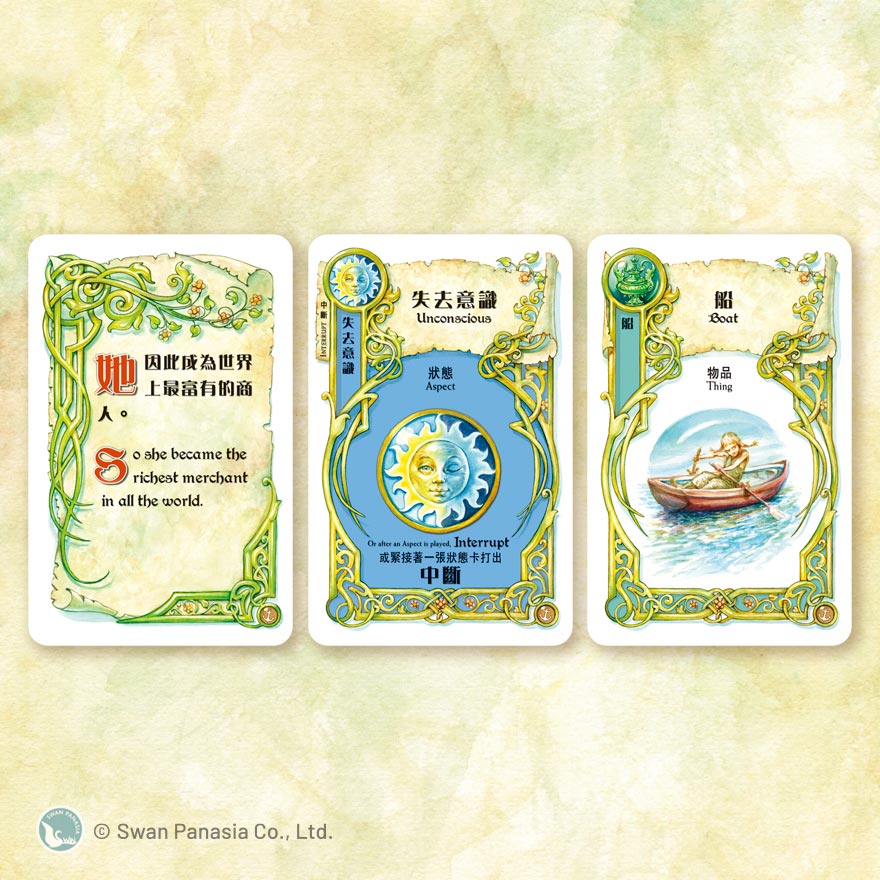 她因此成為世界
上最富有的商
人。
So she became the
richest merchant
in all the world.
中斷
INTERRUPT
失去意識
失去意識
Unconscious
狀態
Aspect
Or after an Aspect is played, Interrupt
或緊接著一張狀態卡打出
中斷
船
船
Boat
物品
Thing
SWAN PANASIA
© Swan Panasia Co., Ltd.